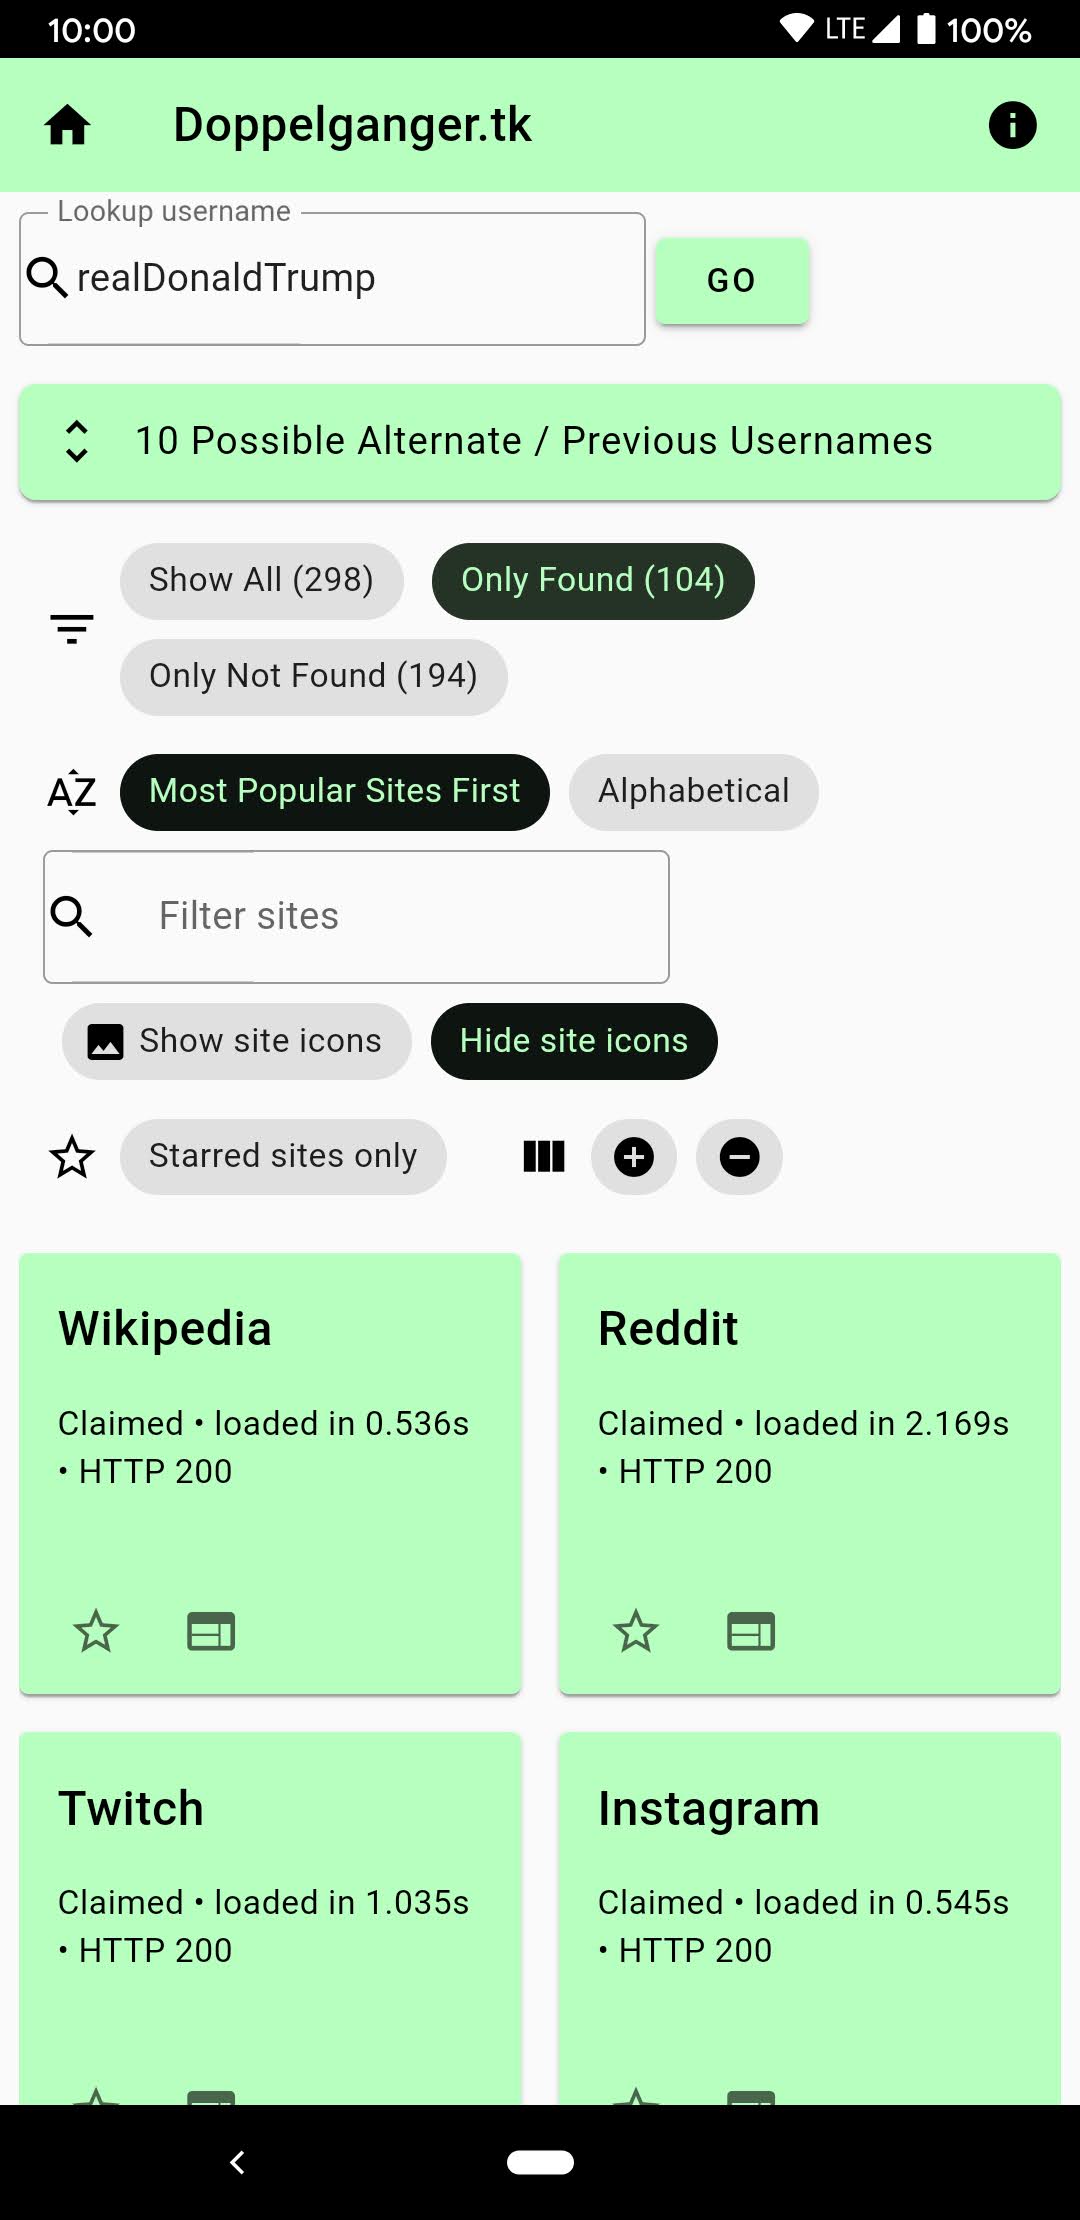 10:00 LTE 100%
Doppelganger.tk
Lookup username
realDonaldTrump
GO
10 Possible Alternate / Previous Usernames
Show All (298) Only Found (104)
Only Not Found (194)
AZ Most Popular Sites First Alphabetical
Filter sites
Show site icons Hide site icons
Starred sites only
Wikipedia
Claimed • loaded in 0.536s
• HTTP 200
Reddit
Claimed • loaded in 2.169s
• HTTP 200
Twitch
Claimed • loaded in 1.035s
• HTTP 200
Instagram
Claimed • loaded in 0.545s
• HTTP 200